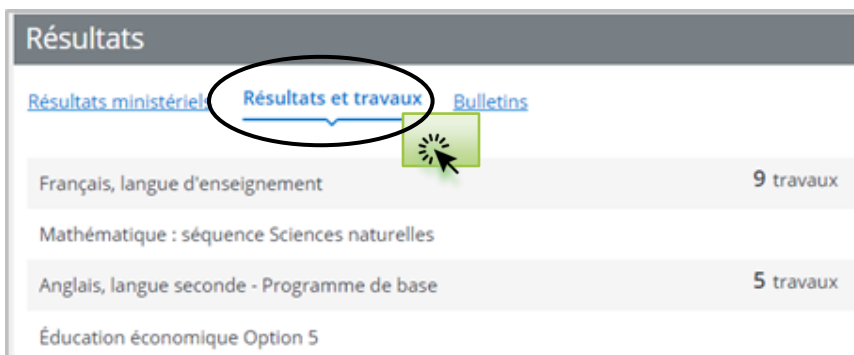 Résultats
Résultats ministériels Résultats et travaux Bulletins
Français, langue d'enseignement 9 travaux
Mathématique : séquence Sciences naturelles
Anglais, langue seconde - Programme de base 5 travaux
Éducation économique Option 5